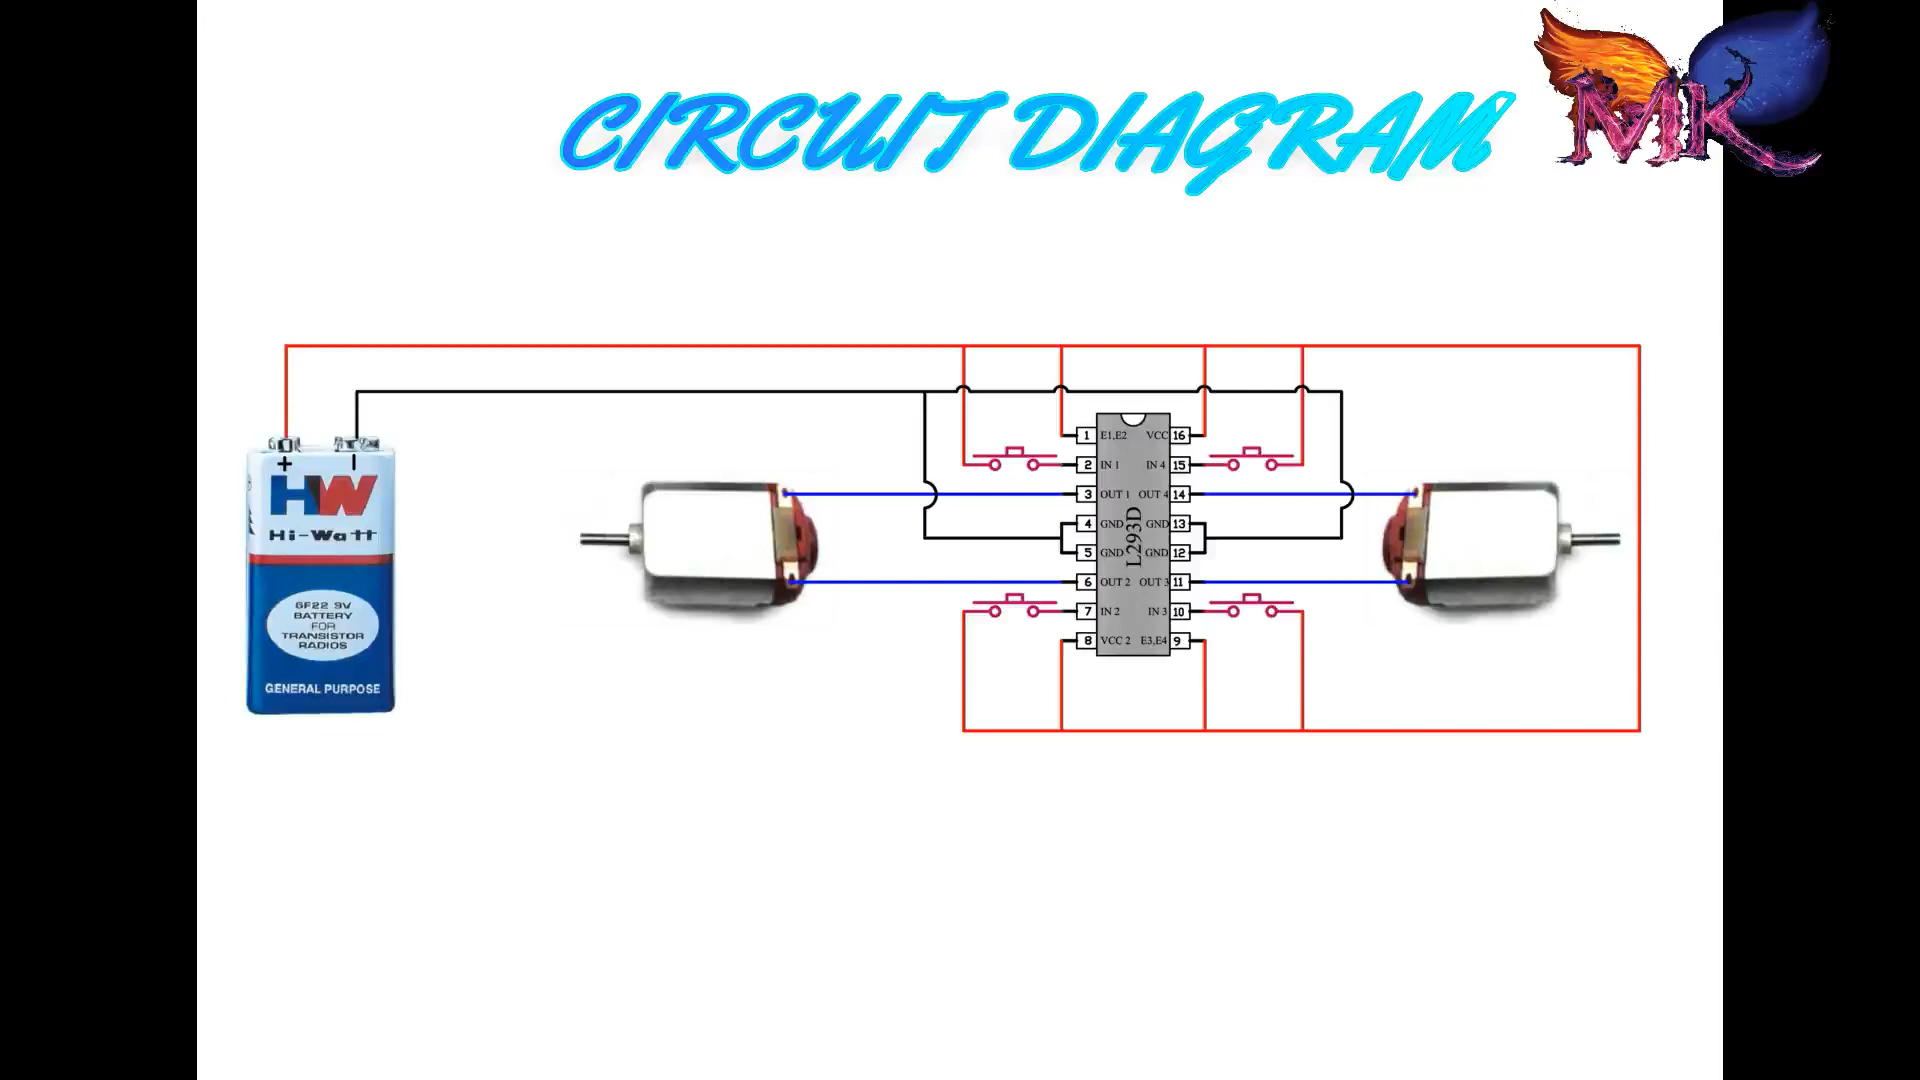 CIRCUIT DIAGRAM
MK
+
HW
Hi-Watt
6F22 9V
BATTERY
FOR
TRANSISTOR
RADIOS
GENERAL PURPOSE
1 E1,E2 VCC 16
2 IN 1 IN 4 15
3 OUT 1 OUT 4 14
4 GND GND 13
5 GND GND 12
6 OUT 2 OUT 3 11
7 IN 2 IN 3 10
8 VCC 2 E3,E4 9
L293D